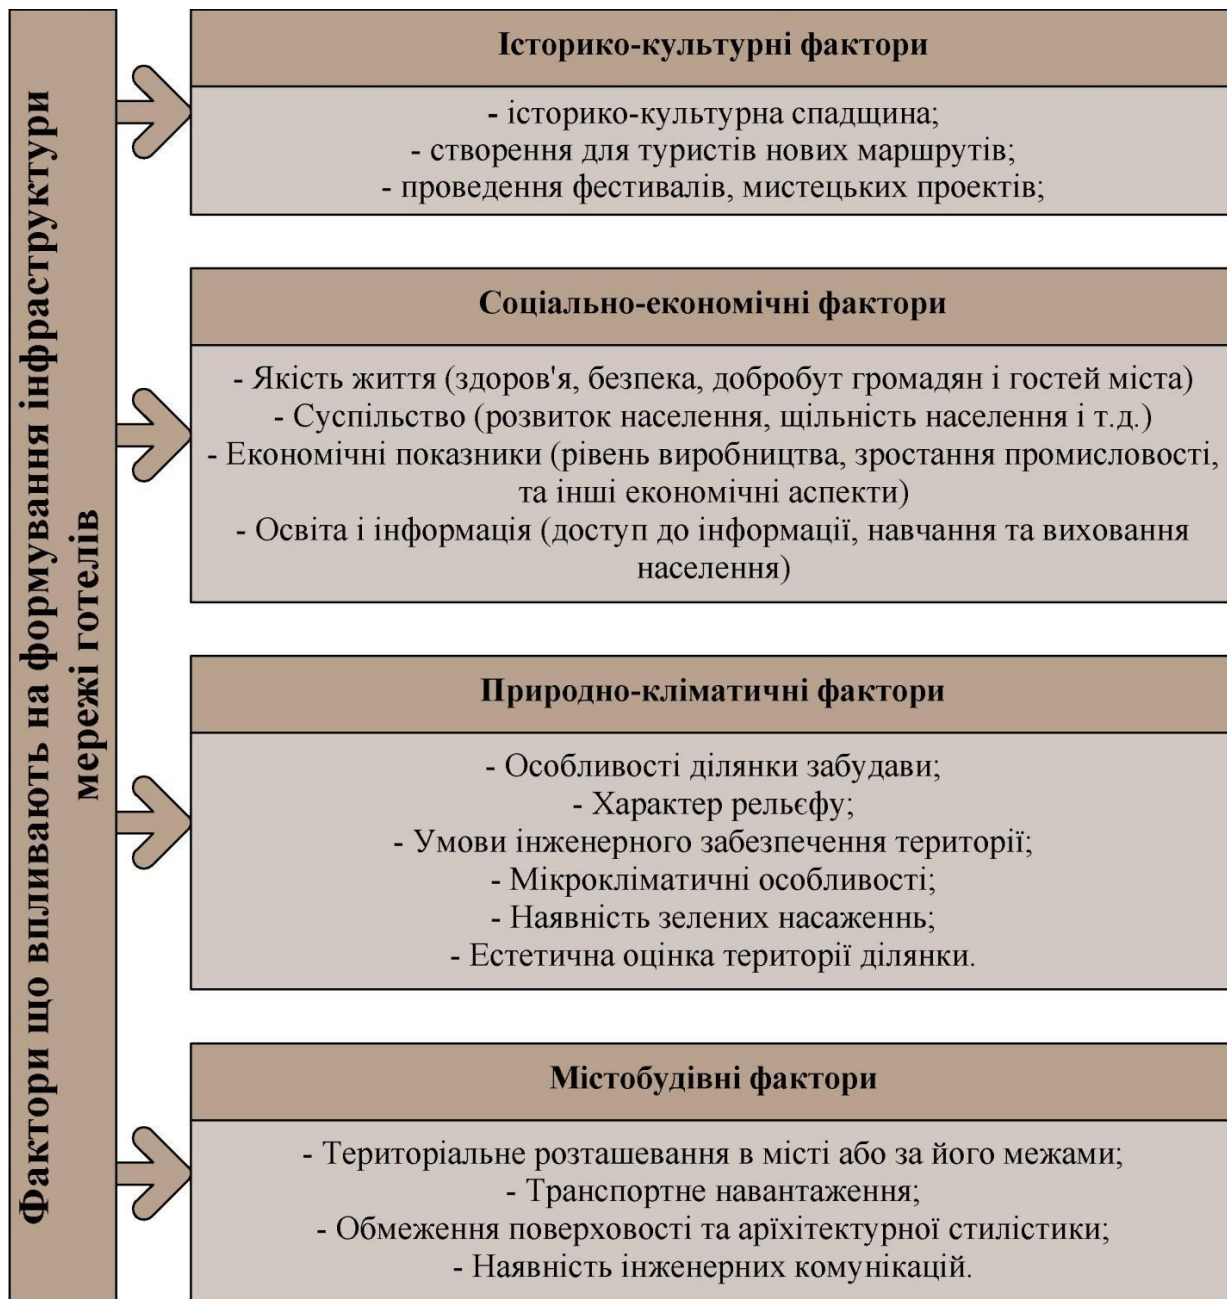 Фактори що впливають на формування інфраструктури
мережі готелів
Історико-культурні фактори
- історико-культурна спадщина;
- створення для туристів нових маршрутів;
- проведення фестивалів, мистецьких проектів;
Соціально-економічні фактори
- Якість життя (здоров'я, безпека, добробут громадян і гостей міста)
- Суспільство (розвиток населення, щільність населення і т.д.)
- Економічні показники (рівень виробництва, зростання промисловості,
та інші економічні аспекти)
- Освіта і інформація (доступ до інформації, навчання та виховання
населення)
Природно-кліматичні фактори
- Особливості ділянки забудави;
- Характер рельєфу;
- Умови інженерного забезпечення території;
- Мікрокліматичні особливості;
- Наявність зелених насаженнь;
- Естетична оцінка території ділянки.
Містобудівні фактори
- Територіальне розташевання в місті або за його межами;
- Транспортне навантаження;
- Обмеження поверховості та арїхітектурної стилістики;
- Наявність інженерних комунікацій.